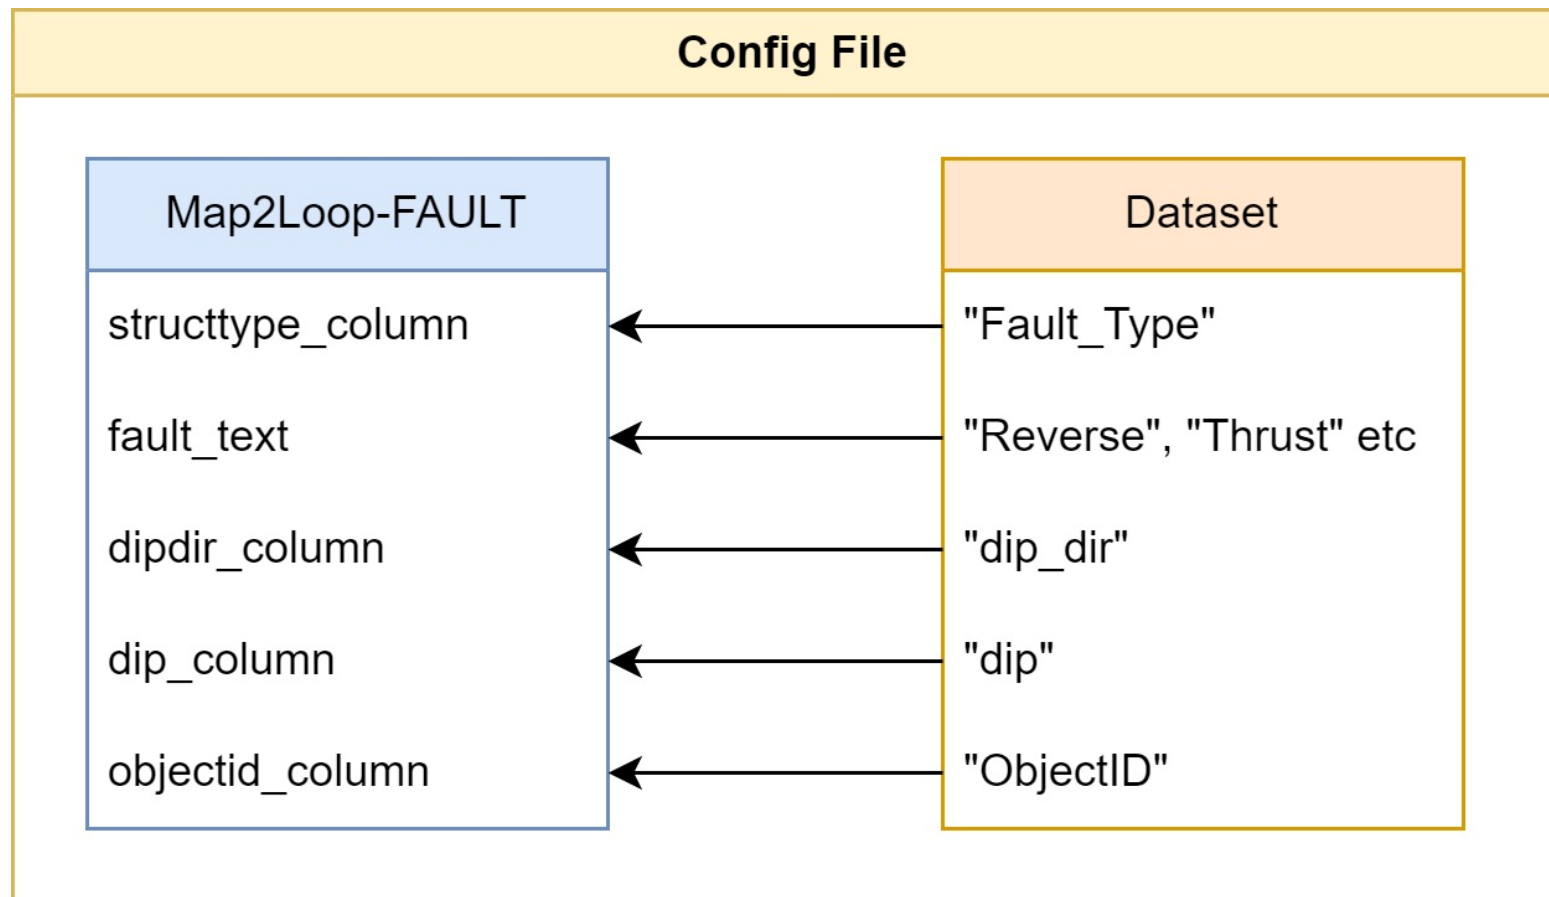 Config File
Map2Loop-FAULT
Dataset
structtype_column
"Fault_Type"
fault_text
"Reverse", "Thrust" etc
dipdir_column
"dip_dir"
dip_column
"dip"
objectid_column
"ObjectID"